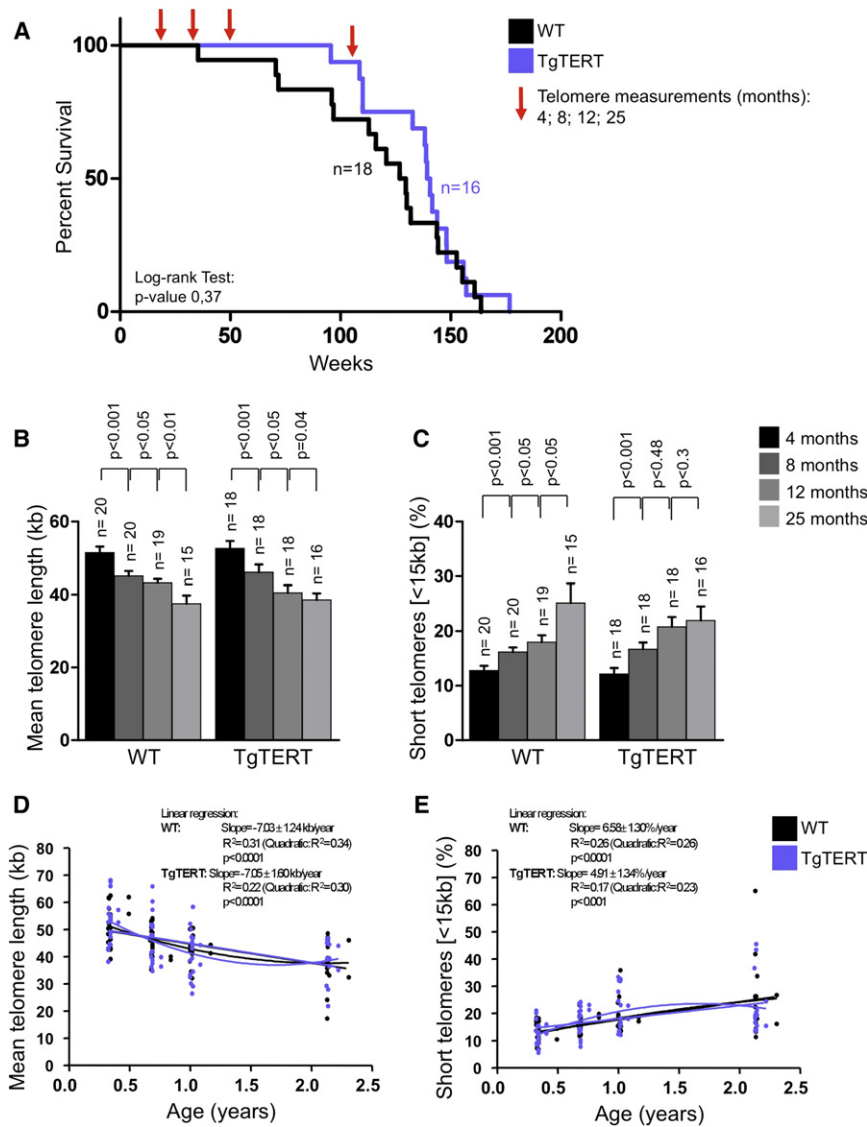 A
WT
TgTERT
Telomere measurements (months):
4; 8; 12; 25
100
50
0
Percent Survival
n=18
n=16
Log-rank Test:
p-value 0,37
0 50 100 150 200
Weeks
B
p<0.001 p<0.05 p<0.01 p<0.001 p<0.05 p=0.04
Mean telomere length (kb)
60
40
20
0
n= 20 n= 20 n= 19 n= 15 n= 18 n= 18 n= 18 n= 16
WT TgTERT
C
p<0.001 p<0.05 p<0.05 p<0.001 p<0.48 p<0.3
Short telomeres [<15kb] (%)
40
30
20
10
0
n= 20 n= 20 n= 19 n= 15 n= 18 n= 18 n= 18 n= 16
WT TgTERT
4 months
8 months
12 months
25 months
D
Linear regression:
WT: Slope=-7.03±1.24 kb/year
R²=0.31 (Quadratic: R²=0.34)
p<0.0001
TgTERT: Slope=-7.05±1.60 kb/year
R²=0.22 (Quadratic: R²=0.30)
p<0.0001
Mean telomere length (kb)
80
70
60
50
40
30
20
10
0
0.0 0.5 1.0 1.5 2.0 2.5
Age (years)
E
Linear regression:
WT: Slope= 6.58±1.30%/year
R²=0.26 (Quadratic: R²=0.26)
p<0.00001
TgTERT: Slope= 4.91±1.34%/year
R²=0.17 (Quadratic: R²=0.23)
p<0.001
WT
TgTERT
Short telomeres [<15kb] (%)
80
70
60
50
40
30
20
10
0
0.0 0.5 1.0 1.5 2.0 2.5
Age (years)